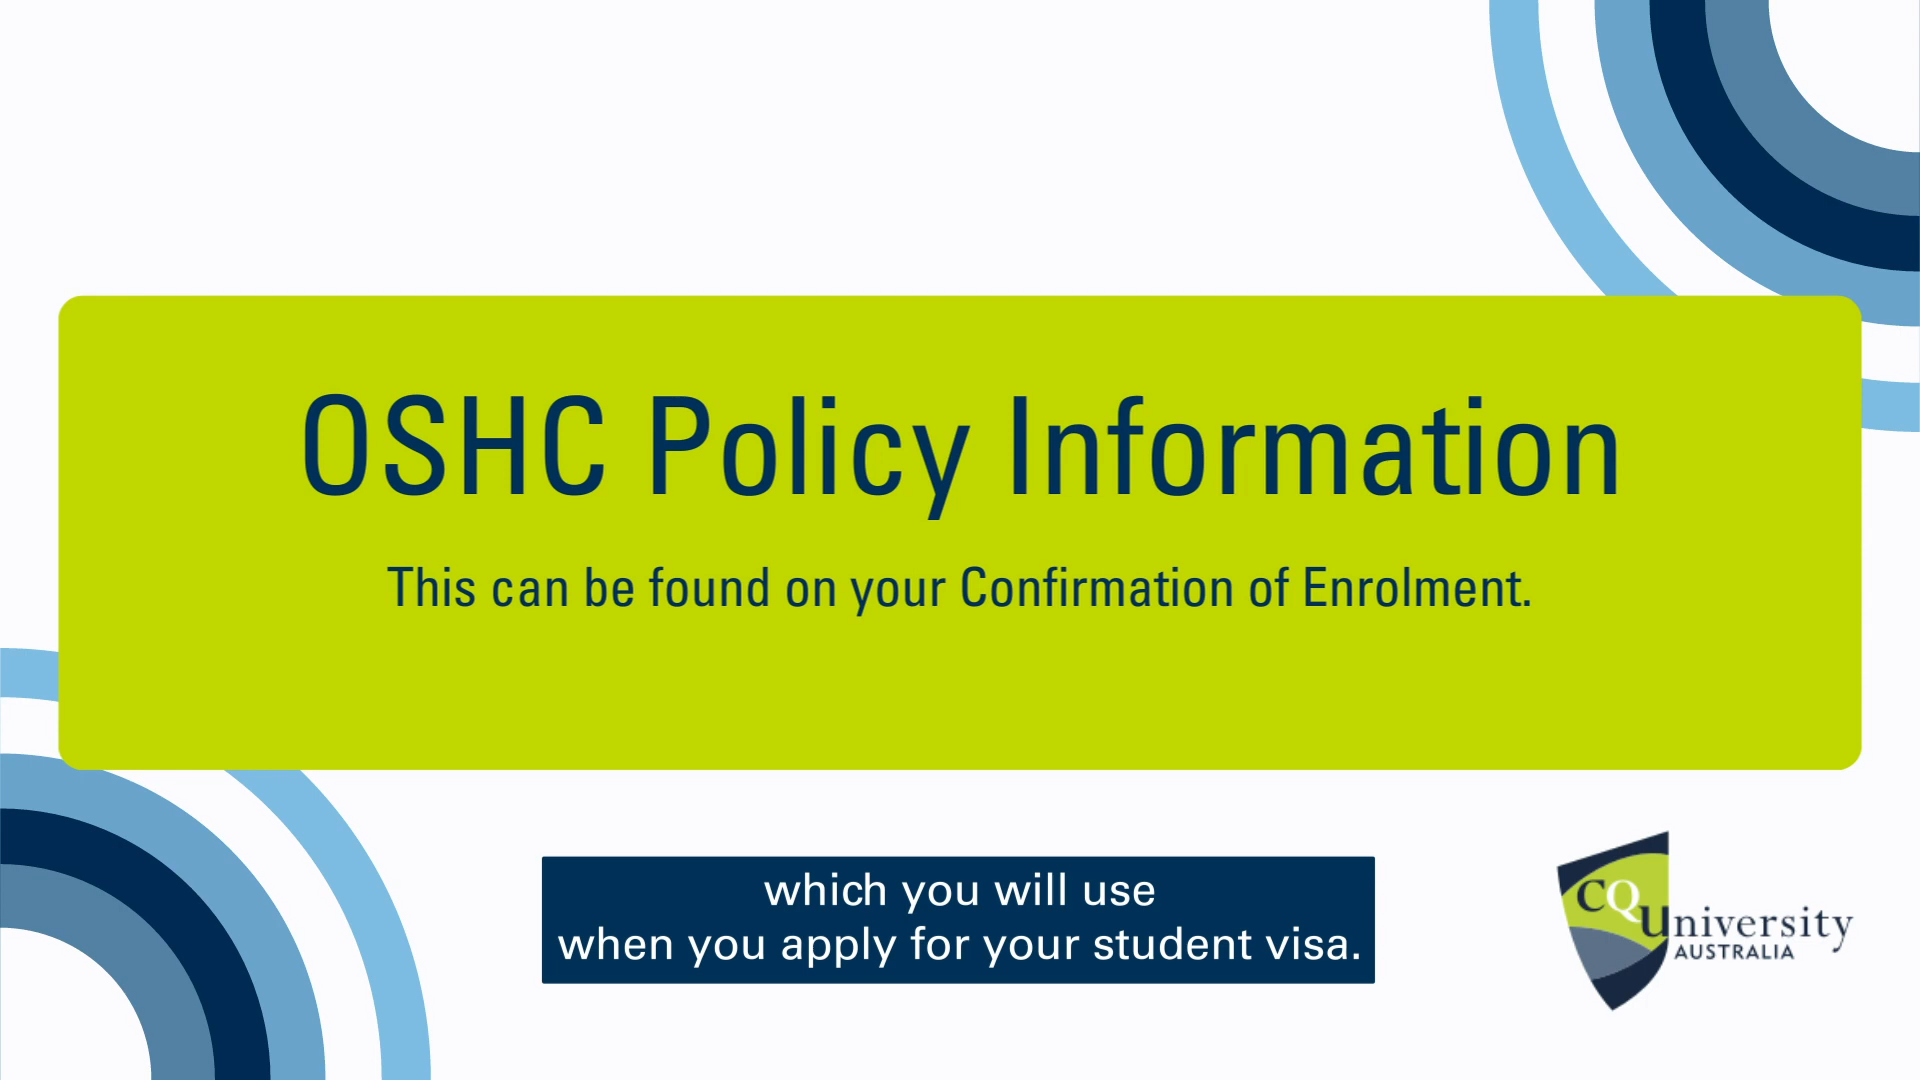 OSHC Policy Information
This can be found on your Confirmation of Enrolment.
which you will use
when you apply for your student visa.
CQUniversity
AUSTRALIA